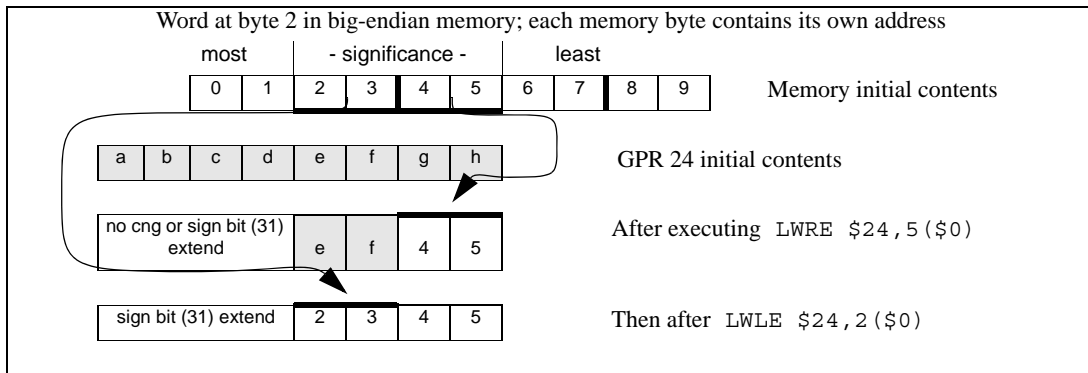 Word at byte 2 in big-endian memory; each memory byte contains its own address
most - significance - least
0 1 2 3 4 5 6 7 8 9 Memory initial contents
a b c d e f g h GPR 24 initial contents
no cng or sign bit (31)
extend e f 4 5 After executing LWRE $24,5($0)
sign bit (31) extend 2 3 4 5 Then after LWLE $24,2($0)